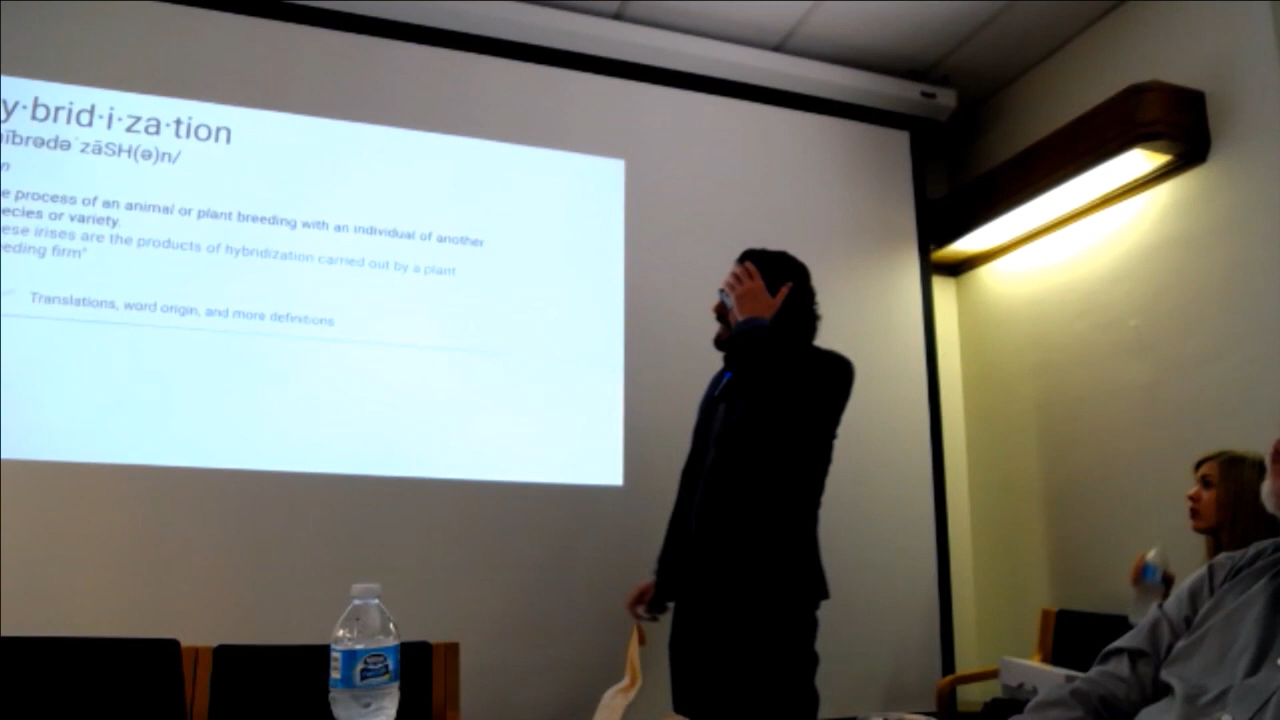 y·brid·i·za·tion
ībrədəˈzāSH(ə)n/
n
e process of an animal or plant breeding with an individual of another
ecies or variety.
ese irises are the products of hybridization carried out by a plant
eding firm"
Translations, word origin, and more definitions